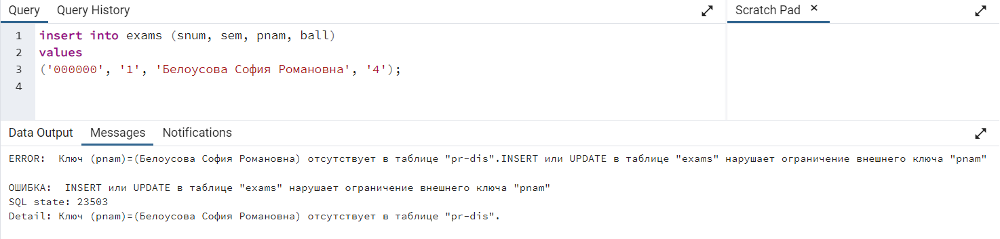 Query Query History Scratch Pad ×
1 insert into exams (snum, sem, pnam, ball)
2 values
3 ('000000', '1', 'Белоусова София Романовна', '4');
4
Data Output Messages Notifications
ERROR:  Ключ (pnam)=(Белоусова София Романовна) отсутствует в таблице "pr-dis".INSERT или UPDATE в таблице "exams" нарушает ограничение внешнего ключа "pnam"
ОШИБКА:  INSERT или UPDATE в таблице "exams" нарушает ограничение внешнего ключа "pnam"
SQL state: 23503
Detail: Ключ (pnam)=(Белоусова София Романовна) отсутствует в таблице "pr-dis".